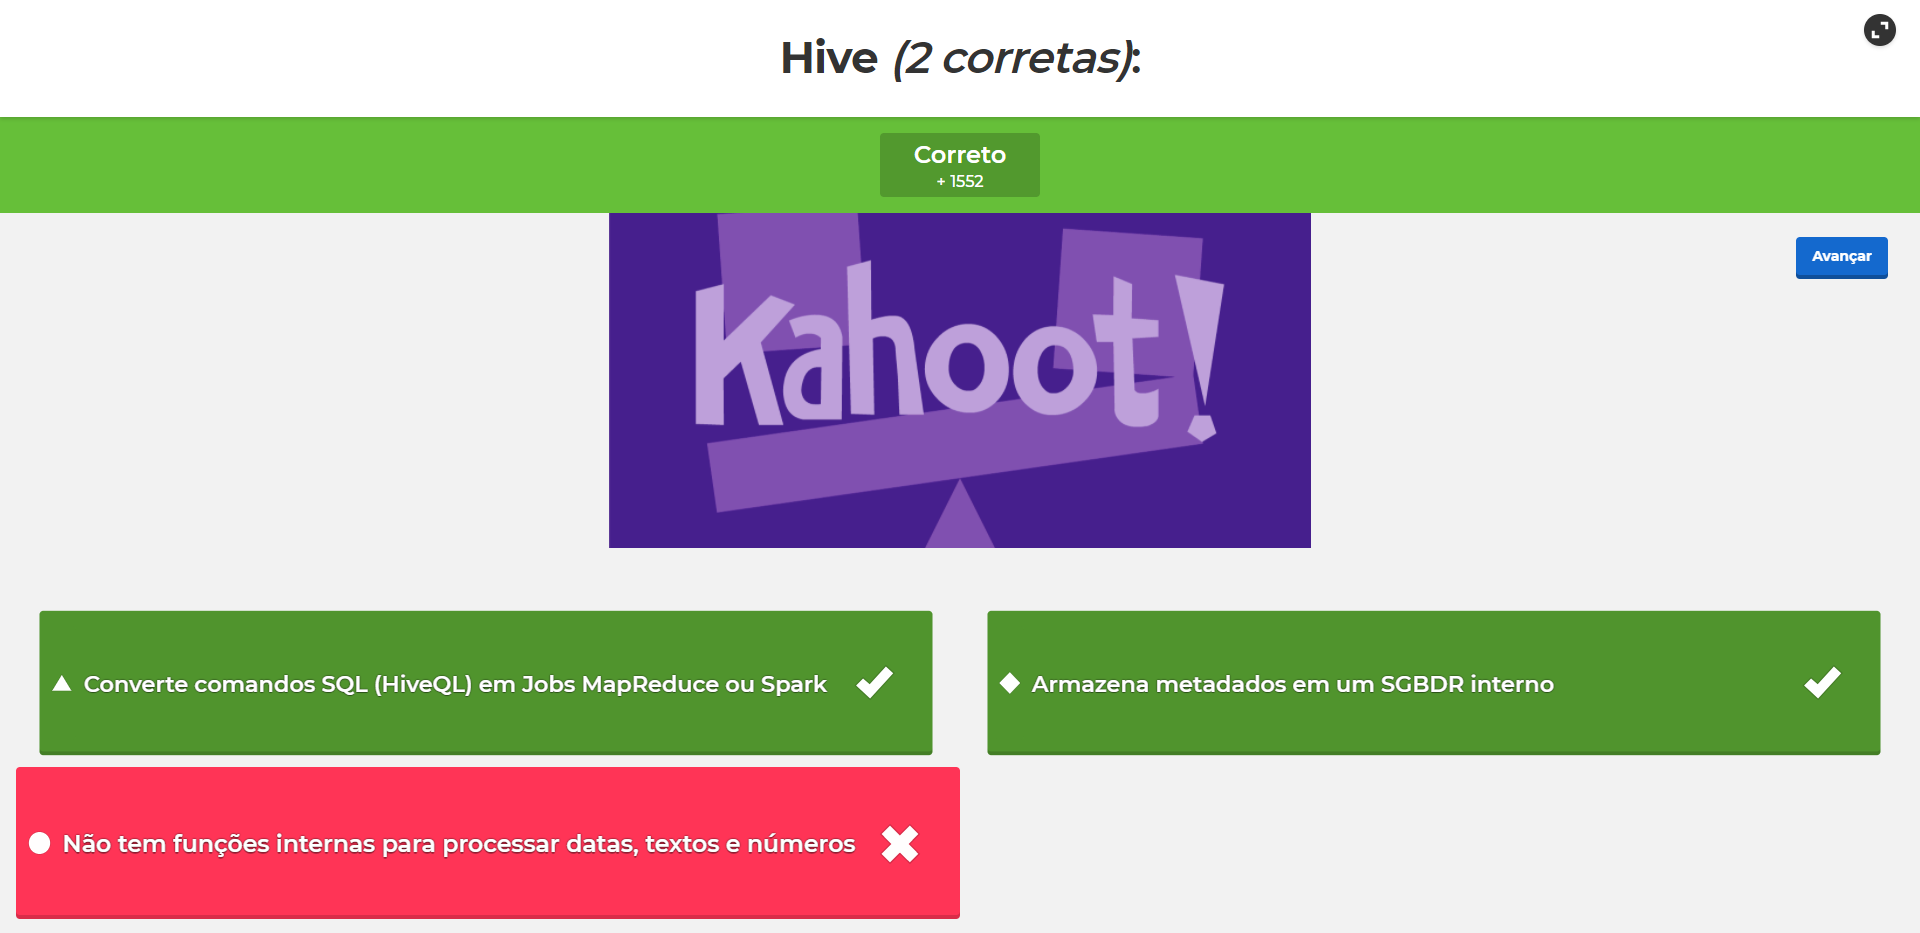 Hive (2 corretas):
Correto
+ 1552
Kahoot!
Avançar
Converte comandos SQL (HiveQL) em Jobs MapReduce ou Spark
Armazena metadados em um SGBDR interno
Não tem funções internas para processar datas, textos e números